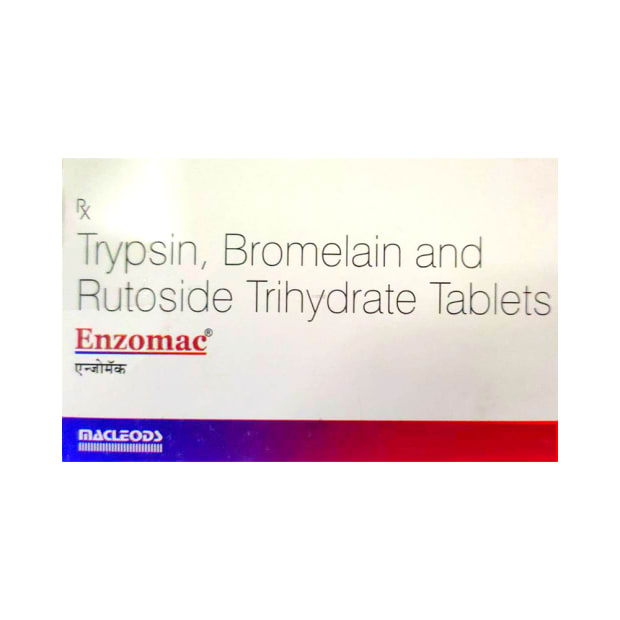 Rx
Trypsin, Bromelain and
Rutoside Trihydrate Tablets
Enzomac®
एन्जोमॅक
MACLEODS